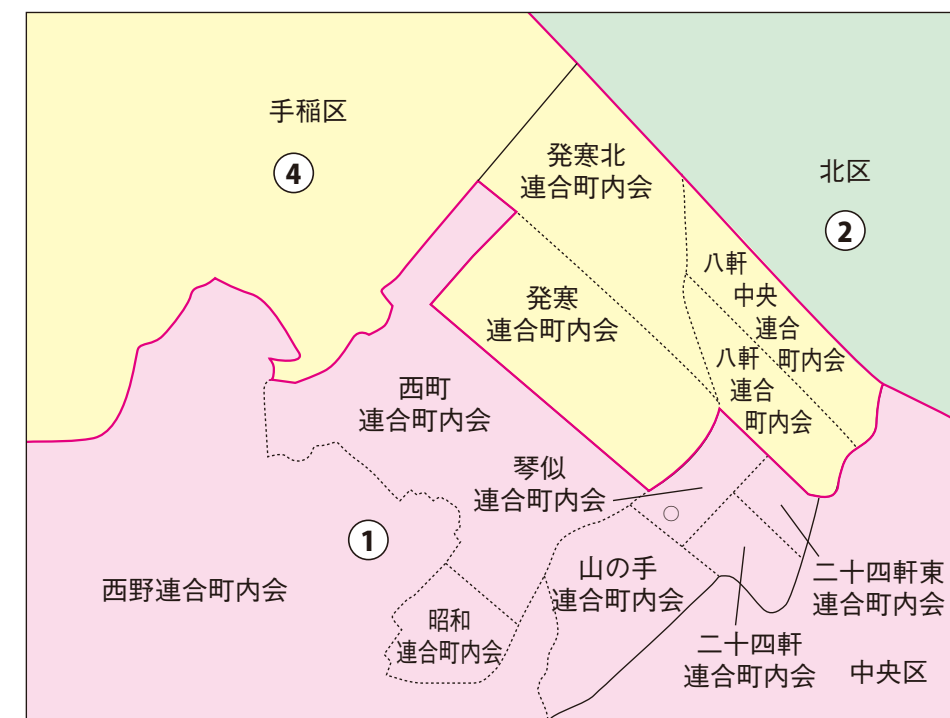 手稲区
④
発寒北
連合町内会
北区
②
八軒
中央
連合
町内会
発寒
連合町内会
八軒
連合
町内会
西町
連合町内会
琴似
連合町内会
①
西野連合町内会
山の手
連合町内会
二十四軒東
連合町内会
昭和
連合町内会
二十四軒
連合町内会
中央区